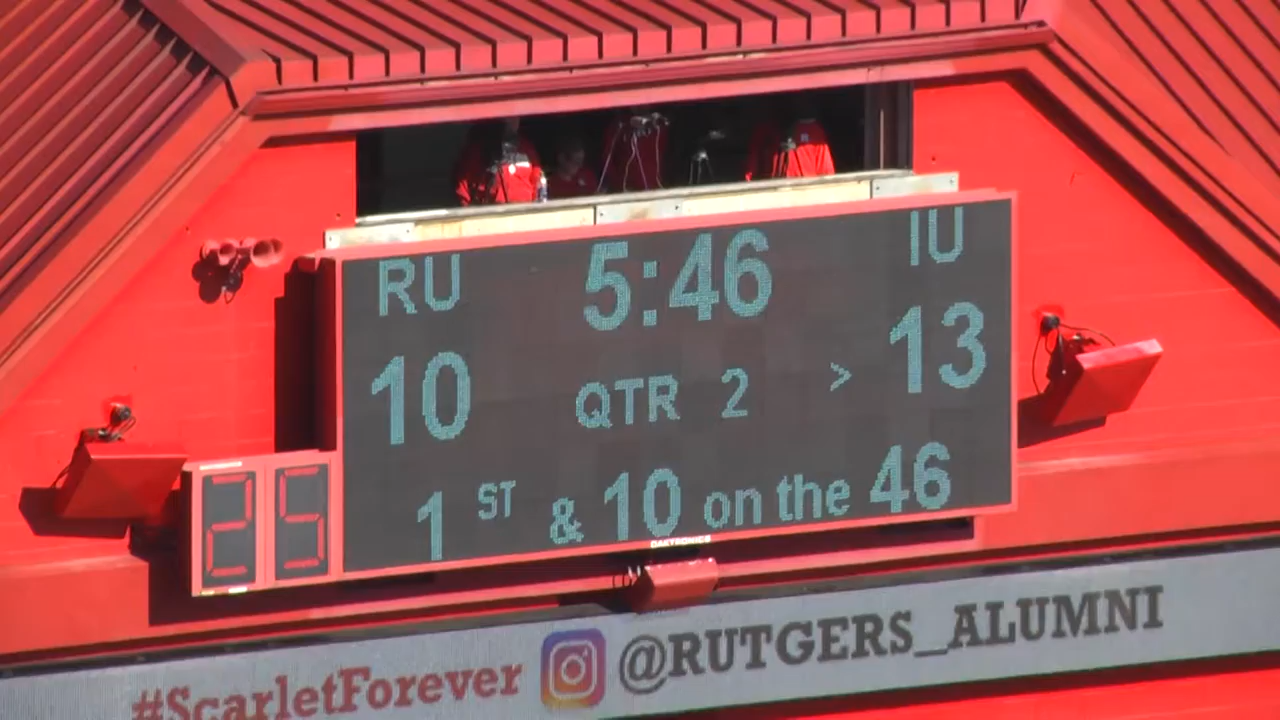 RU 5:46 IU
10 QTR 2 > 13
1 ST & 10 on the 46
25
DAKTRONICS
#ScarletForever @RUTGERS_ALUMNI